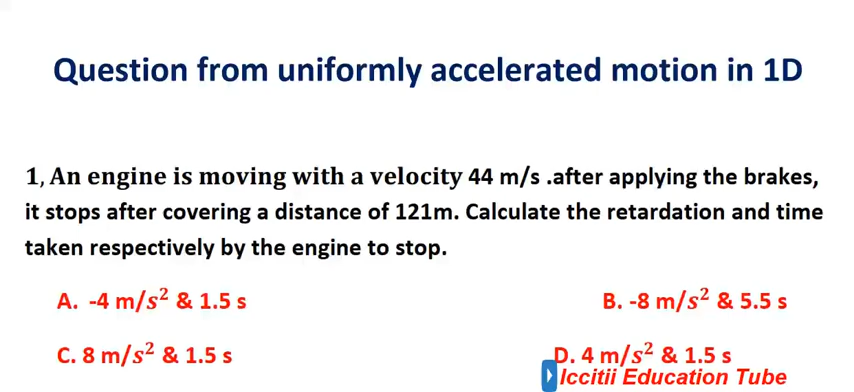 Question from uniformly accelerated motion in 1D
1, An engine is moving with a velocity 44 m/s .after applying the brakes,
it stops after covering a distance of 121m. Calculate the retardation and time
taken respectively by the engine to stop.
A. -4 m/s² & 1.5 s
B. -8 m/s² & 5.5 s
C. 8 m/s² & 1.5 s
D. 4 m/s² & 1.5 s
Iccitii Education Tube